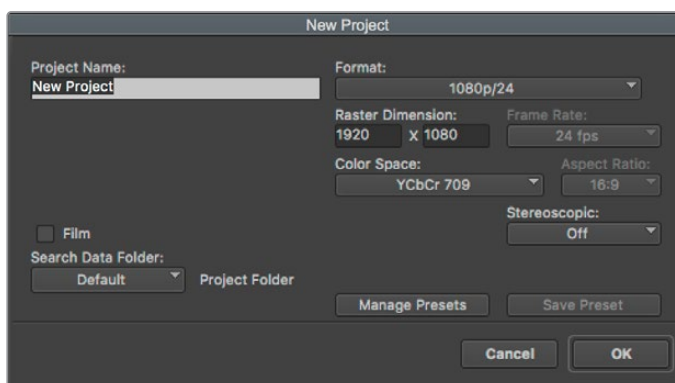 New Project
Project Name:
New Project
Format:
1080p/24
Raster Dimension:
1920 X 1080
Frame Rate:
24 fps
Color Space:
YCbCr 709
Aspect Ratio:
16:9
Stereoscopic:
Off
Film
Search Data Folder:
Default
Project Folder
Manage Presets
Save Preset
Cancel
OK